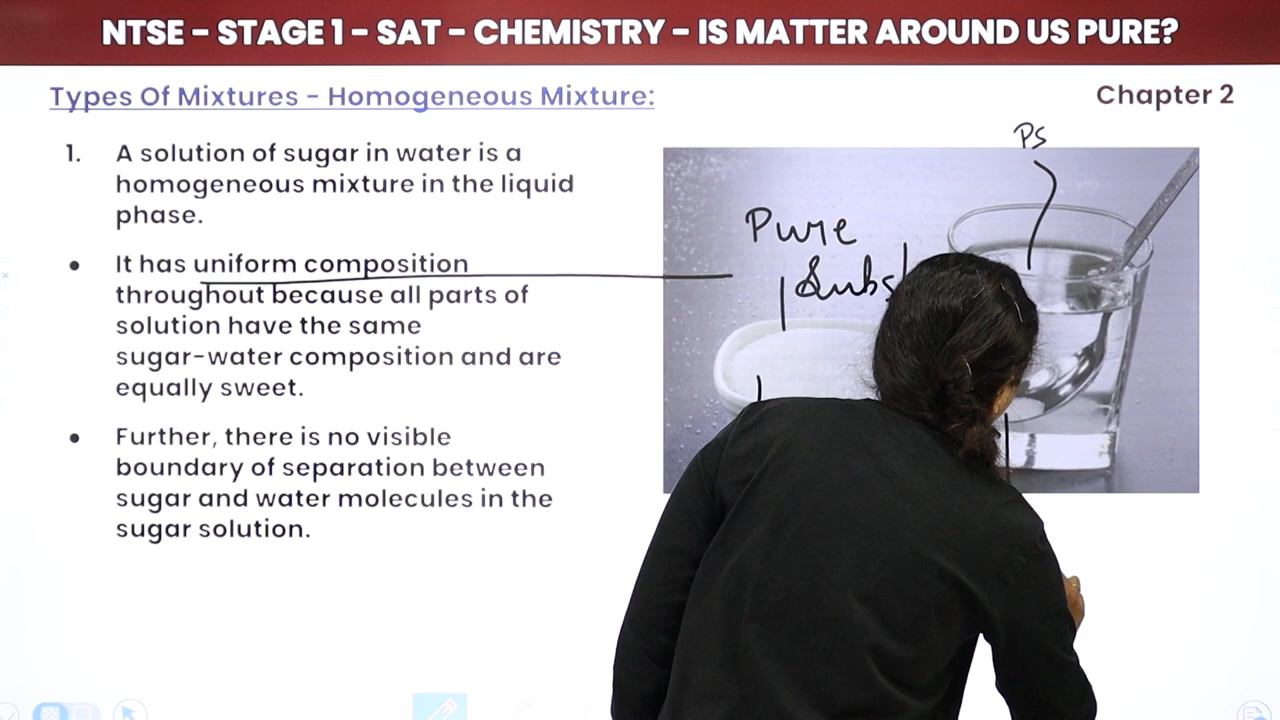 NTSE – STAGE 1 – SAT – CHEMISTRY – IS MATTER AROUND US PURE?
Types Of Mixtures – Homogeneous Mixture:
Chapter 2
1. A solution of sugar in water is a
homogeneous mixture in the liquid
phase.
• It has uniform composition
throughout because all parts of
solution have the same
sugar-water composition and are
equally sweet.
• Further, there is no visible
boundary of separation between
sugar and water molecules in the
sugar solution.
PS
Pure